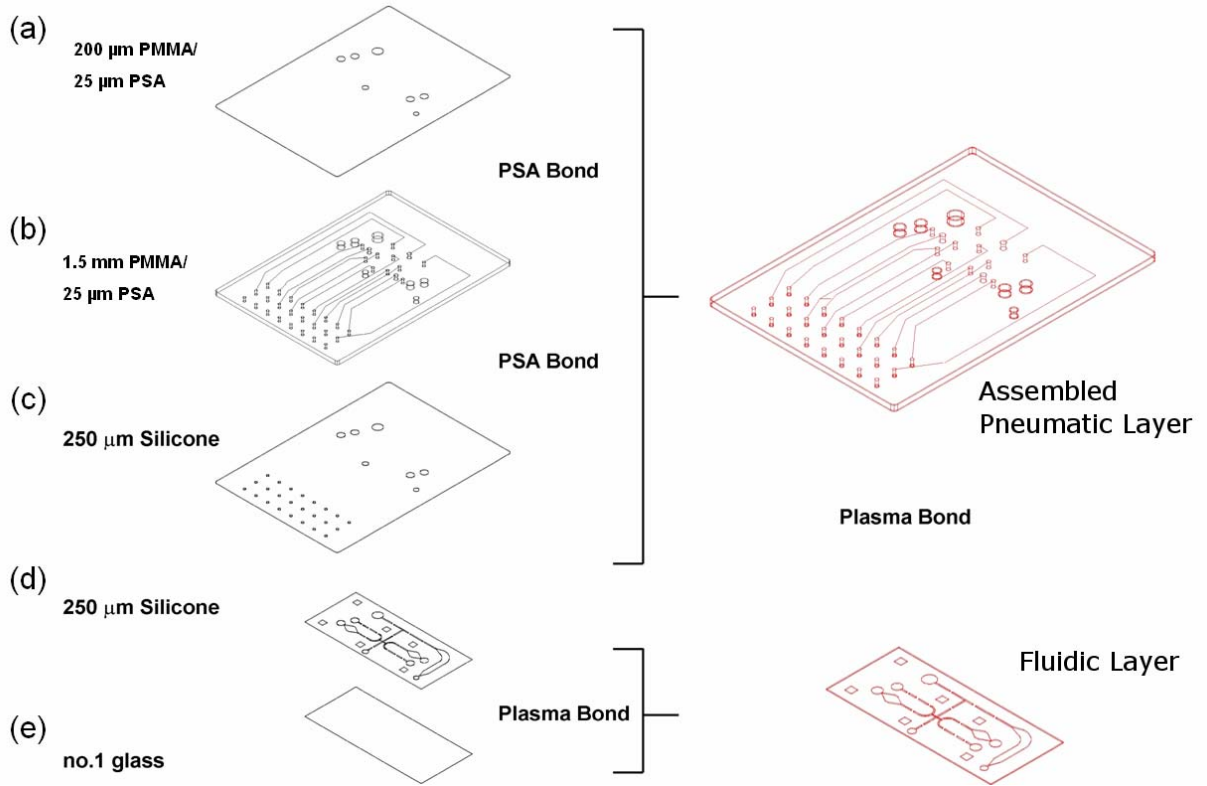 (a)
200 µm PMMA/
25 µm PSA
PSA Bond
(b)
1.5 mm PMMA/
25 µm PSA
PSA Bond
(c)
250 μm Silicone
Assembled
Pneumatic Layer
Plasma Bond
(d)
250 μm Silicone
Fluidic Layer
Plasma Bond
(e)
no.1 glass